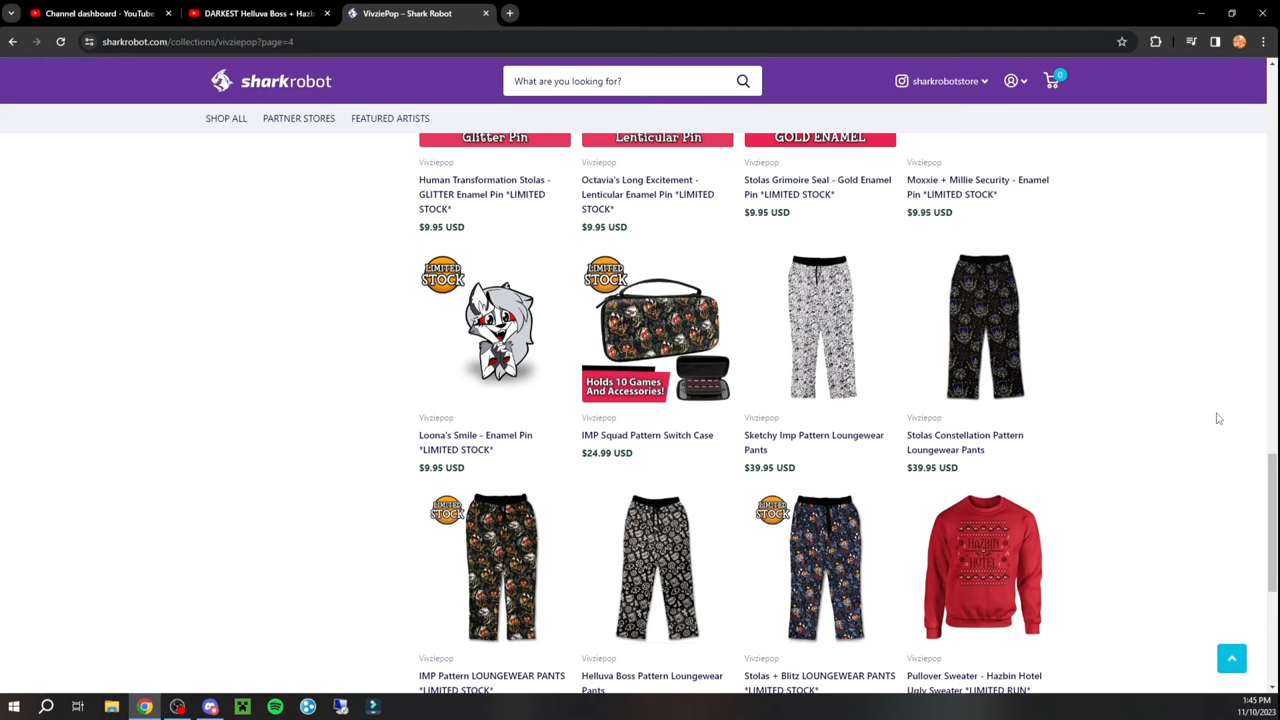 Channel dashboard - YouTube
DARKEST Helluva Boss + Hazb
VivziePop – Shark Robot
sharkrobot.com/collections/vivziepop?page=4
sharkrobot
What are you looking for?
sharkrobotstore
0
SHOP ALL
PARTNER STORES
FEATURED ARTISTS
Glitter Pin
Lenticular Pin
GOLD ENAMEL
Vivziepop
Vivziepop
Vivziepop
Vivziepop
Human Transformation Stolas -
GLITTER Enamel Pin *LIMITED
STOCK*
$9.95 USD
Octavia's Long Excitement -
Lenticular Enamel Pin *LIMITED
STOCK*
$9.95 USD
Stolas Grimoire Seal - Gold Enamel
Pin *LIMITED STOCK*
$9.95 USD
Moxxie + Millie Security - Enamel
Pin *LIMITED STOCK*
$9.95 USD
LIMITED
STOCK
LIMITED
STOCK
Holds 10 Games
And Accessories!
Vivziepop
Vivziepop
Vivziepop
Vivziepop
Loona's Smile - Enamel Pin
*LIMITED STOCK*
$9.95 USD
IMP Squad Pattern Switch Case
$24.99 USD
Sketchy Imp Pattern Loungewear
Pants
$39.95 USD
Stolas Constellation Pattern
Loungewear Pants
$39.95 USD
LIMITED
STOCK
LIMITED
STOCK
HAZBIN
HOTEL
Vivziepop
Vivziepop
Vivziepop
Vivziepop
IMP Pattern LOUNGEWEAR PANTS
*LIMITED STOCK*
Helluva Boss Pattern Loungewear
Pants
Stolas + Blitz LOUNGEWEAR PANTS
*LIMITED STOCK*
Pullover Sweater - Hazbin Hotel
Ugly Sweater *LIMITED RUN*
1:45 PM
11/10/2023